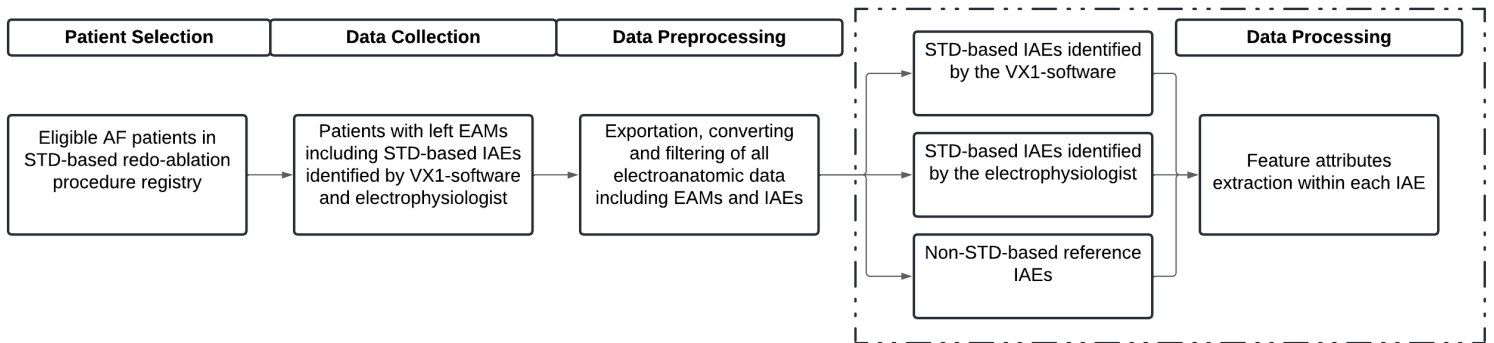 Patient Selection
Data Collection
Data Preprocessing
Data Processing
Eligible AF patients in
STD-based redo-ablation
procedure registry
Patients with left EAMs
including STD-based IAEs
identified by VX1-software
and electrophysiologist
Exportation, converting
and filtering of all
electroanatomic data
including EAMs and IAEs
STD-based IAEs identified
by the VX1-software
STD-based IAEs identified
by the electrophysiologist
Non-STD-based reference
IAEs
Feature attributes
extraction within each IAE